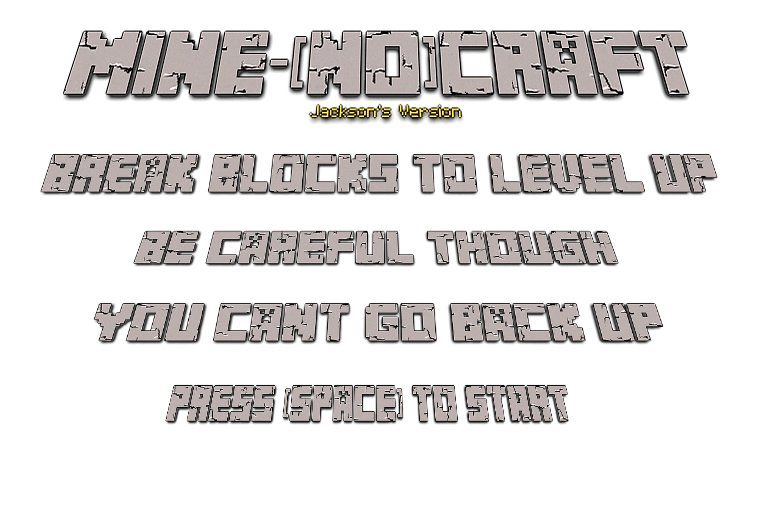 MINE-[NO]CRAFT
Jackson's Version
BREAK BLOCKS TO LEVEL UP
BE CAREFUL THOUGH
YOU CANT GO BACK UP
PRESS [SPACE] TO START